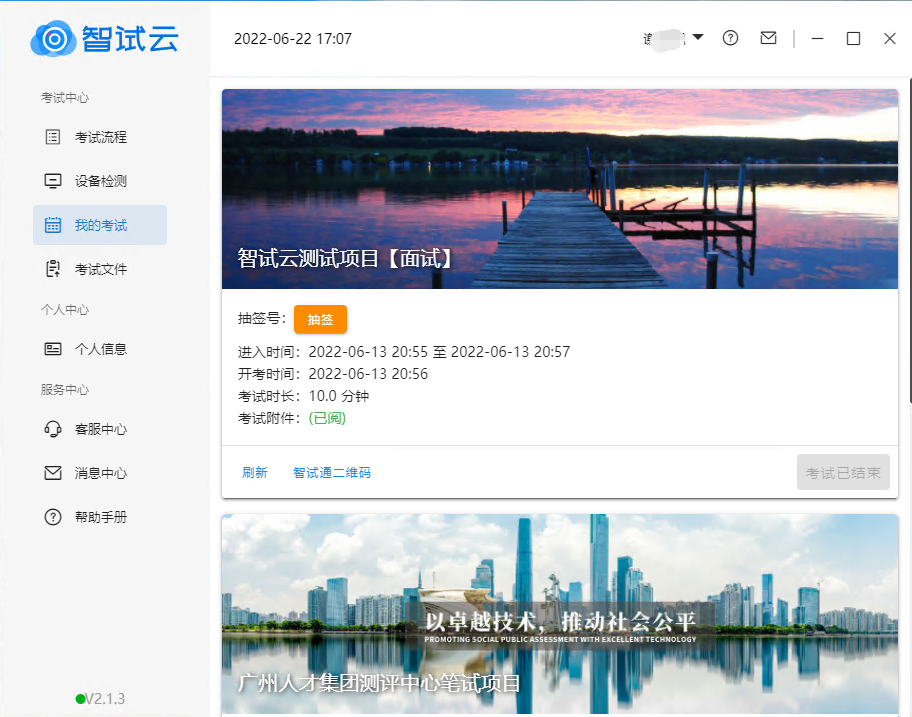 智试云
2022-06-22 17:07
考试中心
考试流程
设备检测
我的考试
考试文件
个人中心
个人信息
服务中心
客服中心
消息中心
帮助手册
V2.1.3
智试云测试项目【面试】
抽签号： 抽签
进入时间：2022-06-13 20:55 至 2022-06-13 20:57
开考时间：2022-06-13 20:56
考试时长：10.0 分钟
考试附件：(已阅)
刷新 智试通二维码 考试已结束
以卓越技术，推动社会公平
PROMOTING SOCIAL PUBLIC ASSESSMENT WITH EXCELLENT TECHNOLOGY
广州人才集团测评中心笔试项目